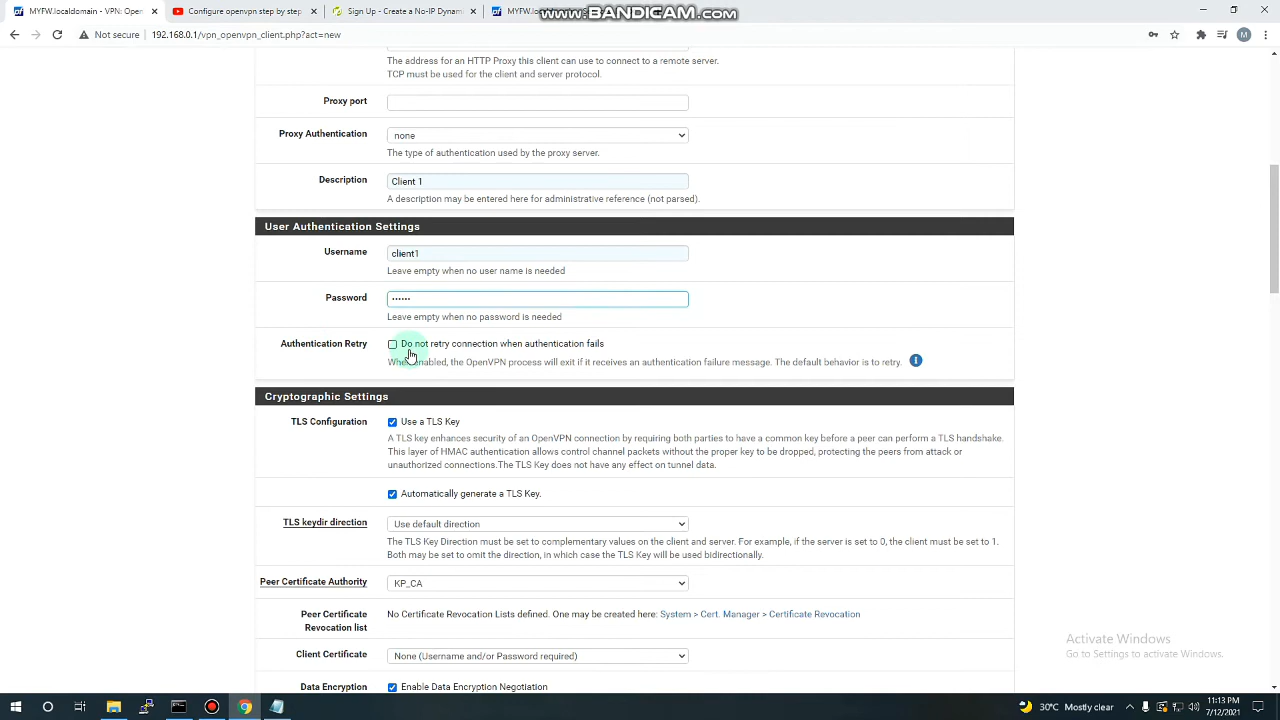 www.BANDICAM.com
MYFW.localdomain - VPN: Open
Configure openvpn step by step
Sign Up - Create a No-IP Dynam
MYFW.local
Not secure
192.168.0.1/vpn_openvpn_client.php?act=new
M
The address for an HTTP Proxy this client can use to connect to a remote server.
TCP must be used for the client and server protocol.
Proxy port
Proxy Authentication
none
The type of authentication used by the proxy server.
Description
Client 1
A description may be entered here for administrative reference (not parsed).
User Authentication Settings
Username
client1
Leave empty when no user name is needed
Password
••••••
Leave empty when no password is needed
Authentication Retry
Do not retry connection when authentication fails
When enabled, the OpenVPN process will exit if it receives an authentication failure message. The default behavior is to retry.
Cryptographic Settings
TLS Configuration
Use a TLS Key
A TLS key enhances security of an OpenVPN connection by requiring both parties to have a common key before a peer can perform a TLS handshake.
This layer of HMAC authentication allows control channel packets without the proper key to be dropped, protecting the peers from attack or
unauthorized connections.The TLS Key does not have any effect on tunnel data.
Automatically generate a TLS Key.
TLS keydir direction
Use default direction
The TLS Key Direction must be set to complementary values on the client and server. For example, if the server is set to 0, the client must be set to 1.
Both may be set to omit the direction, in which case the TLS Key will be used bidirectionally.
Peer Certificate Authority
KP_CA
Peer Certificate
Revocation list
No Certificate Revocation Lists defined. One may be created here: System > Cert. Manager > Certificate Revocation
Client Certificate
None (Username and/or Password required)
Data Encryption
Enable Data Encryption Negotiation
Activate Windows
Go to Settings to activate Windows.
30°C Mostly clear
11:13 PM
7/12/2021